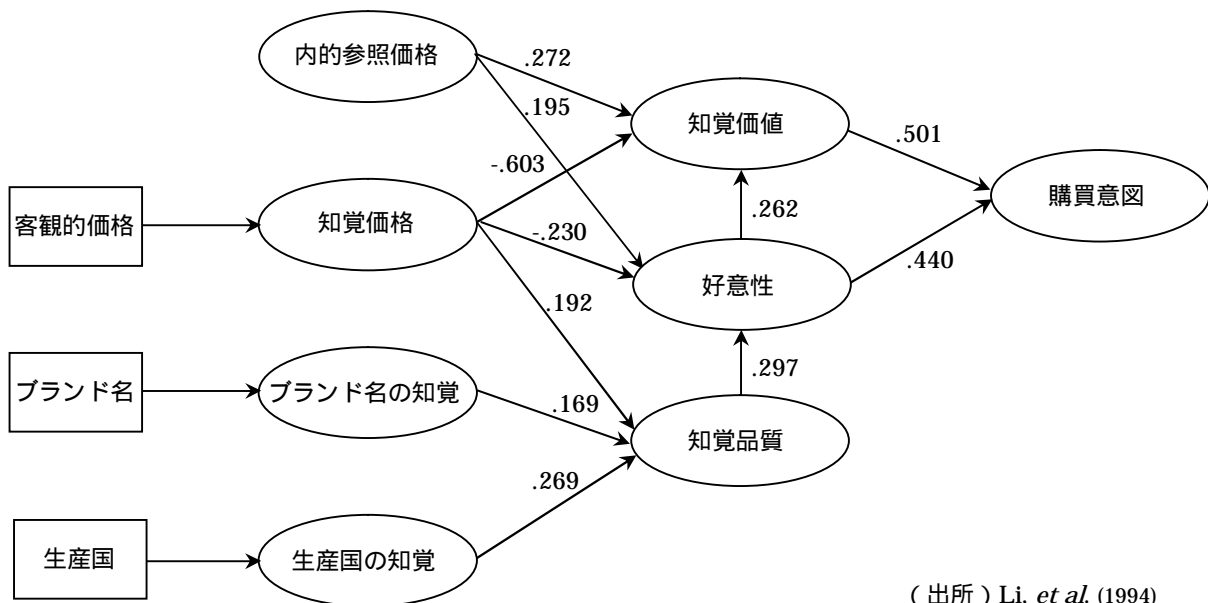 内的参照価格
.272
.195
知覚価値
.501
-.603
購買意図
客観的価格
知覚価格
-.230
.262
好意性
.440
.192
ブランド名
ブランド名の知覚
.169
.297
知覚品質
.269
生産国
生産国の知覚
(出所) Li, et al. (1994)